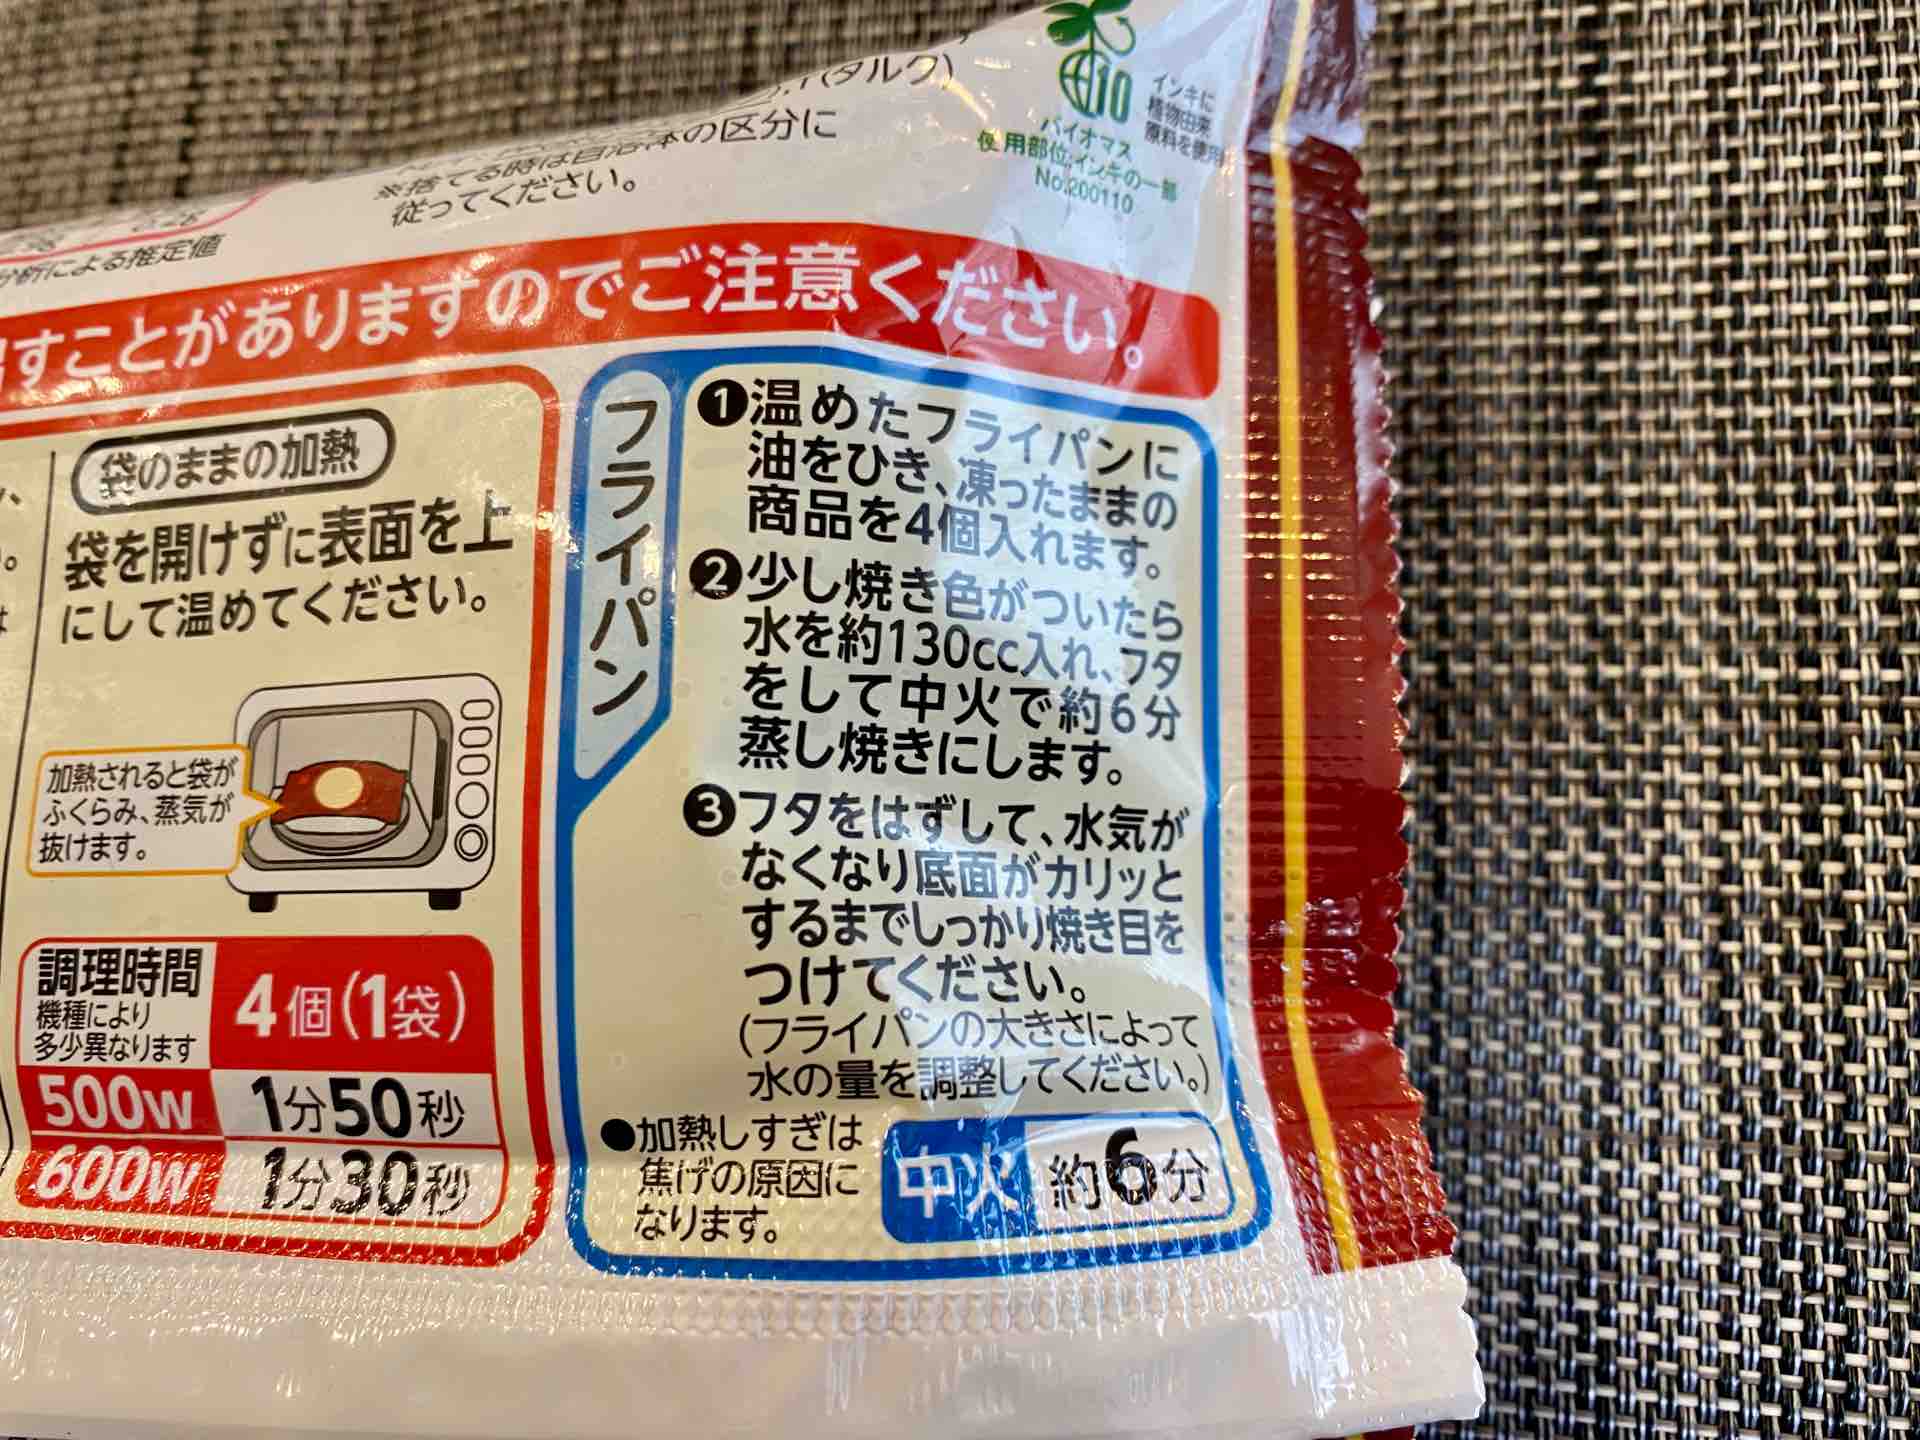 (タルク)
※捨てる時は自治体の区分に
従ってください。
10
バイオマス
使用部位:インキの一部
No.200110
インキに
植物由来
原料を使用
分析による推定値
すことがありますのでご注意ください。
袋のままの加熱
袋を開けずに表面を上
にして温めてください。
加熱されると袋が
ふくらみ、蒸気が
抜けます。
調理時間
機種により
多少異なります
4個(1袋)
500W 1分50秒
600W 1分30秒
フライパン
❶温めたフライパンに
油をひき、凍ったままの
商品を4個入れます。
❷少し焼き色がついたら
水を約130cc入れ、フタ
をして中火で約6分
蒸し焼きにします。
❸フタをはずして、水気が
なくなり底面がカリッと
するまでしっかり焼き目を
つけてください。
(フライパンの大きさによって
水の量を調整してください。)
●加熱しすぎは
焦げの原因に
なります。
中火 約6分